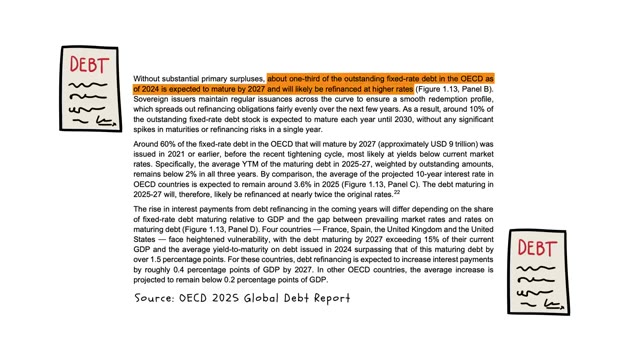 DEBT
Without substantial primary surpluses, about one-third of the outstanding fixed-rate debt in the OECD as
of 2024 is expected to mature by 2027 and will likely be refinanced at higher rates (Figure 1.13, Panel B).
Sovereign issuers maintain regular issuances across the curve to ensure a smooth redemption profile,
which spreads out refinancing obligations fairly evenly over the next few years. As a result, around 10% of
the outstanding fixed-rate debt stock is expected to mature each year until 2030, without any significant
spikes in maturities or refinancing risks in a single year.
Around 60% of the fixed-rate debt in the OECD that will mature by 2027 (approximately USD 9 trillion) was
issued in 2021 or earlier, before the recent tightening cycle, most likely at yields below current market
rates. Specifically, the average YTM of the maturing debt in 2025-27, weighted by outstanding amounts,
remains below 2% in all three years. By comparison, the average of the projected 10-year interest rate in
OECD countries is expected to remain around 3.6% in 2025 (Figure 1.13, Panel C). The debt maturing in
2025-27 will, therefore, likely be refinanced at nearly twice the original rates.22
The rise in interest payments from debt refinancing in the coming years will differ depending on the share
of fixed-rate debt maturing relative to GDP and the gap between prevailing market rates and rates on
maturing debt (Figure 1.13, Panel D). Four countries — France, Spain, the United Kingdom and the United
States — face heightened vulnerability, with the debt maturing by 2027 exceeding 15% of their current
GDP and the average yield-to-maturity on debt issued in 2024 surpassing that of this maturing debt by
over 1.5 percentage points. For these countries, debt refinancing is expected to increase interest payments
by roughly 0.4 percentage points of GDP by 2027. In other OECD countries, the average increase is
projected to remain below 0.2 percentage points of GDP.
Source: OECD 2025 Global Debt Report
DEBT